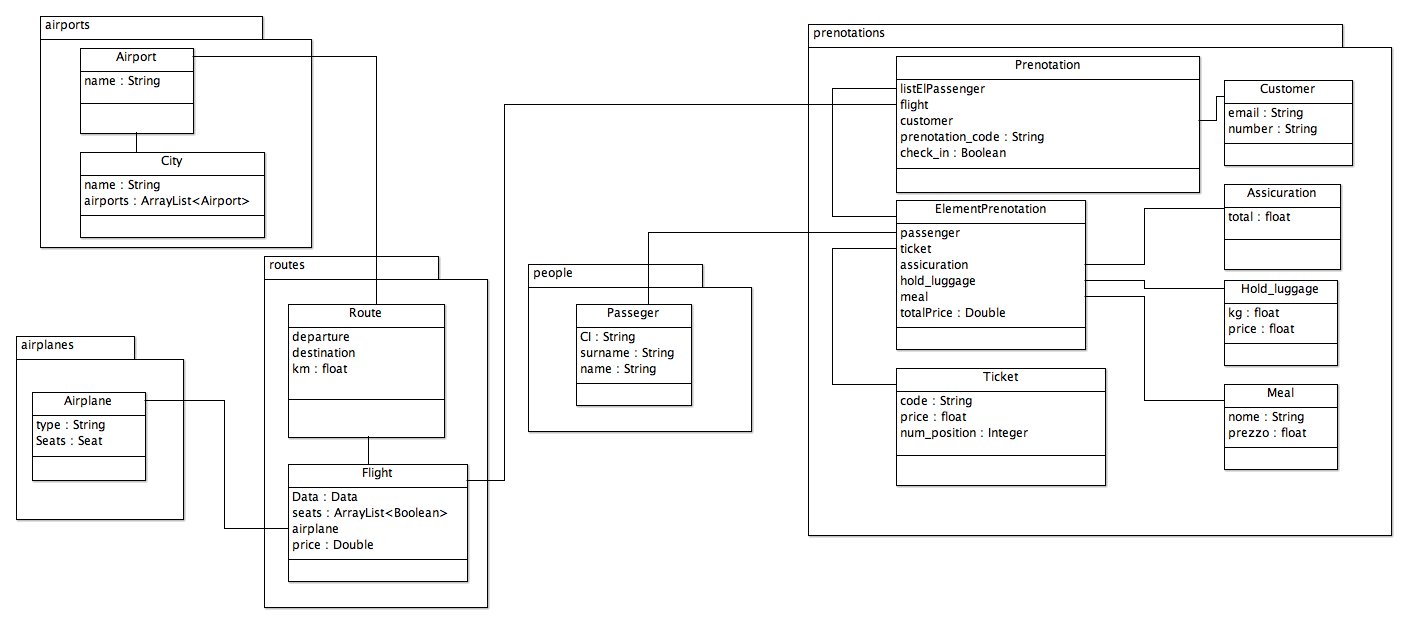 airports
Airport
name : String
City
name : String
airports : ArrayList<Airport>
routes
Route
departure
destination
km : float
Flight
Data : Data
seats : ArrayList<Boolean>
airplane
price : Double
airplanes
Airplane
type : String
Seats : Seat
people
Passeger
CI : String
surname : String
name : String
prenotations
Prenotation
listElPassenger
flight
customer
prenotation_code : String
check_in : Boolean
ElementPrenotation
passenger
ticket
assicuration
hold_luggage
meal
totalPrice : Double
Ticket
code : String
price : float
num_position : Integer
Customer
email : String
number : String
Assicuration
total : float
Hold_luggage
kg : float
price : float
Meal
nome : String
prezzo : float